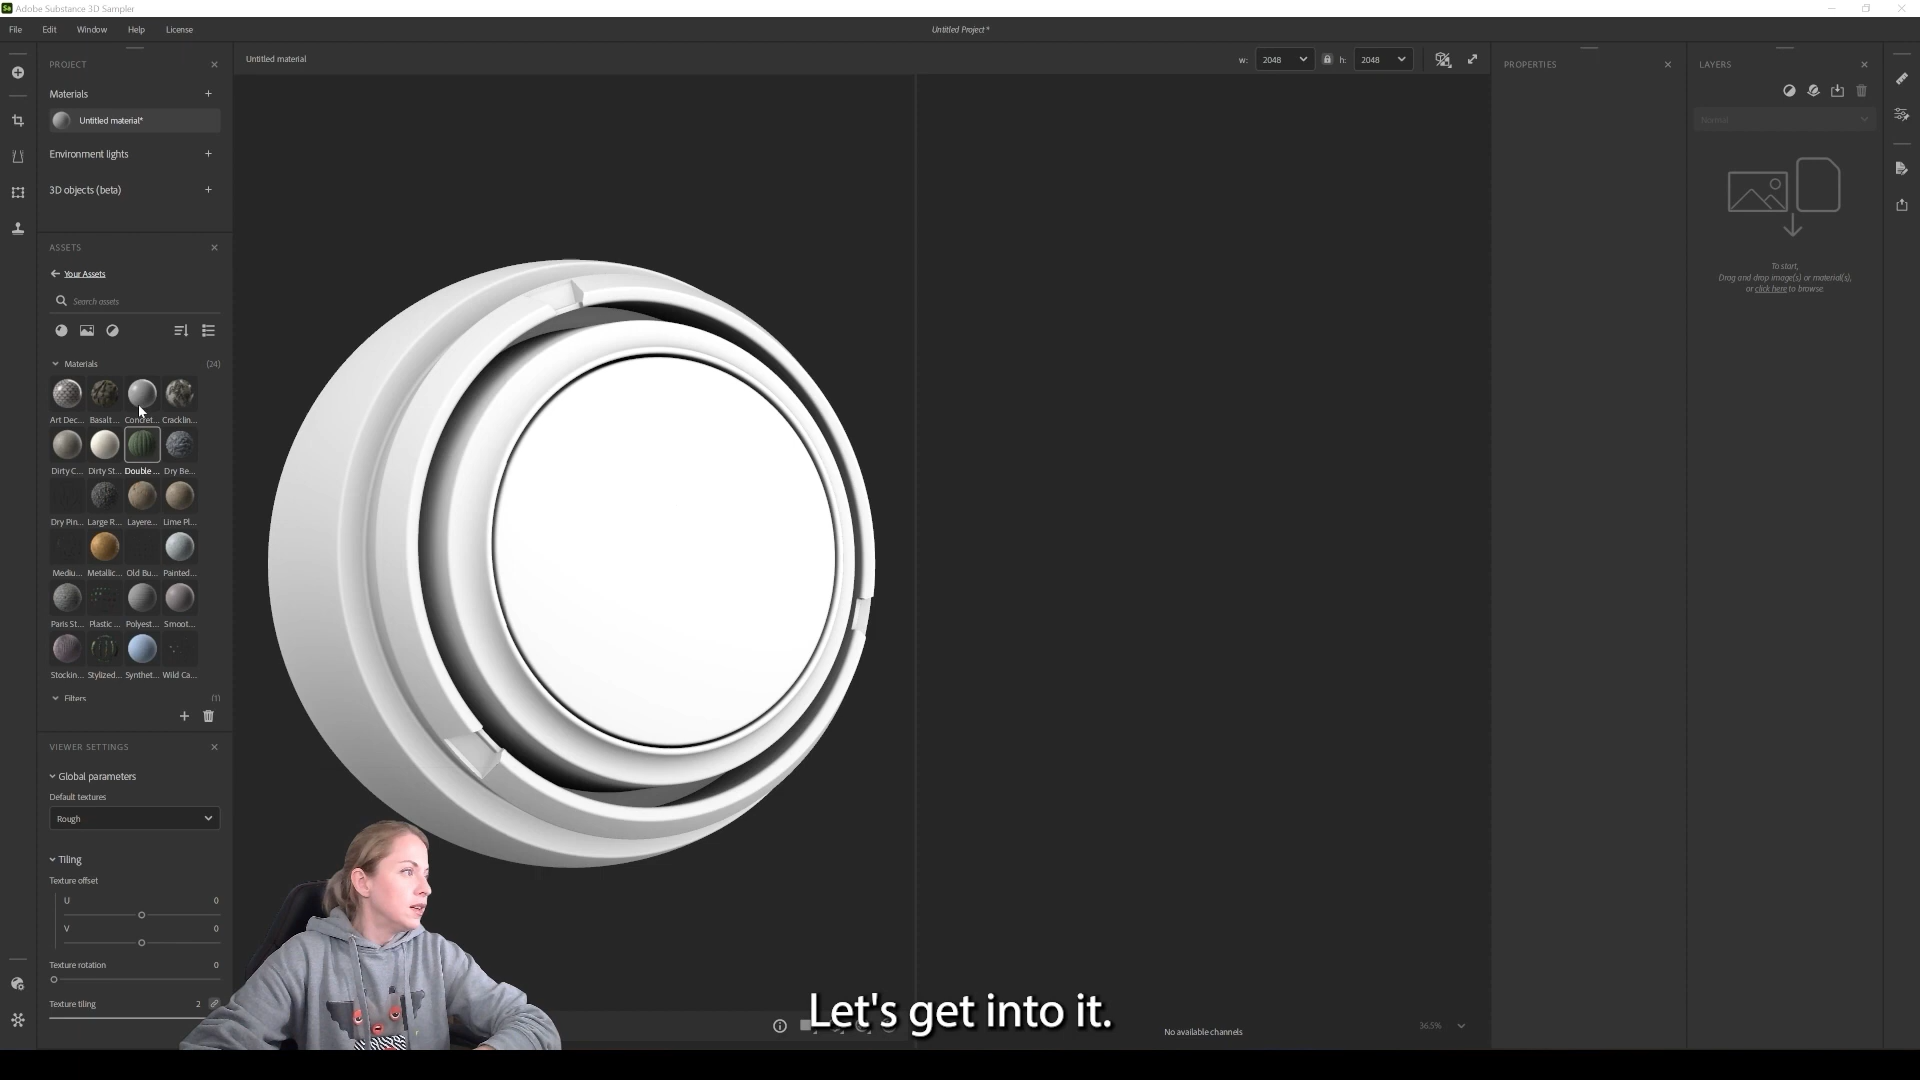 Adobe Substance 3D Sampler
File Edit Window Help License
Untitled Project*
PROJECT
Materials
Untitled material*
Environment lights
3D objects (beta)
ASSETS
Your Assets
Search assets
Materials (24)
Art Dec... Basalt ... Concret... Cracklin...
Dirty C... Dirty St... Double ... Dry Be...
Dry Pin... Large R... Layere... Lime Pl...
Mediu... Metallic... Old Bu... Painted...
Paris St... Plastic ... Polyest... Smoot...
Stockin... Stylized... Synthet... Wild Ca...
Filters (1)
VIEWER SETTINGS
Global parameters
Default textures
Rough
Tiling
Texture offset
U 0
V 0
Texture rotation 0
Texture tiling 2
Untitled material
w: 2048 h: 2048
Let's get into it.
No available channels
36.5%
PROPERTIES
LAYERS
Normal
To start,
Drag and drop image(s) or material(s),
or click here to browse.